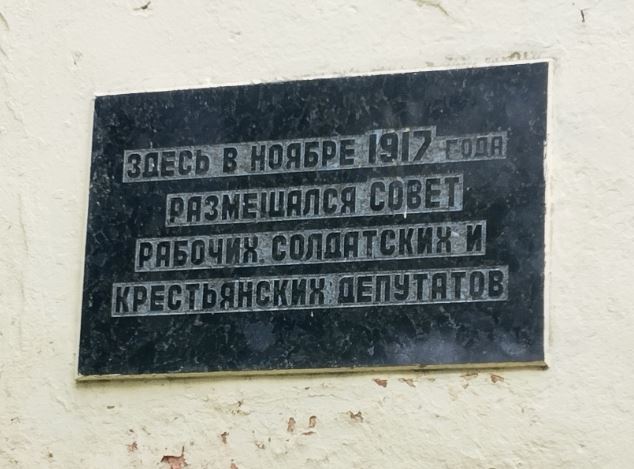 ЗДЕСЬ В НОЯБРЕ 1917 ГОДА
РАЗМЕЩАЛСЯ СОВЕТ
РАБОЧИХ СОЛДАТСКИХ И
КРЕСТЬЯНСКИХ ДЕПУТАТОВ